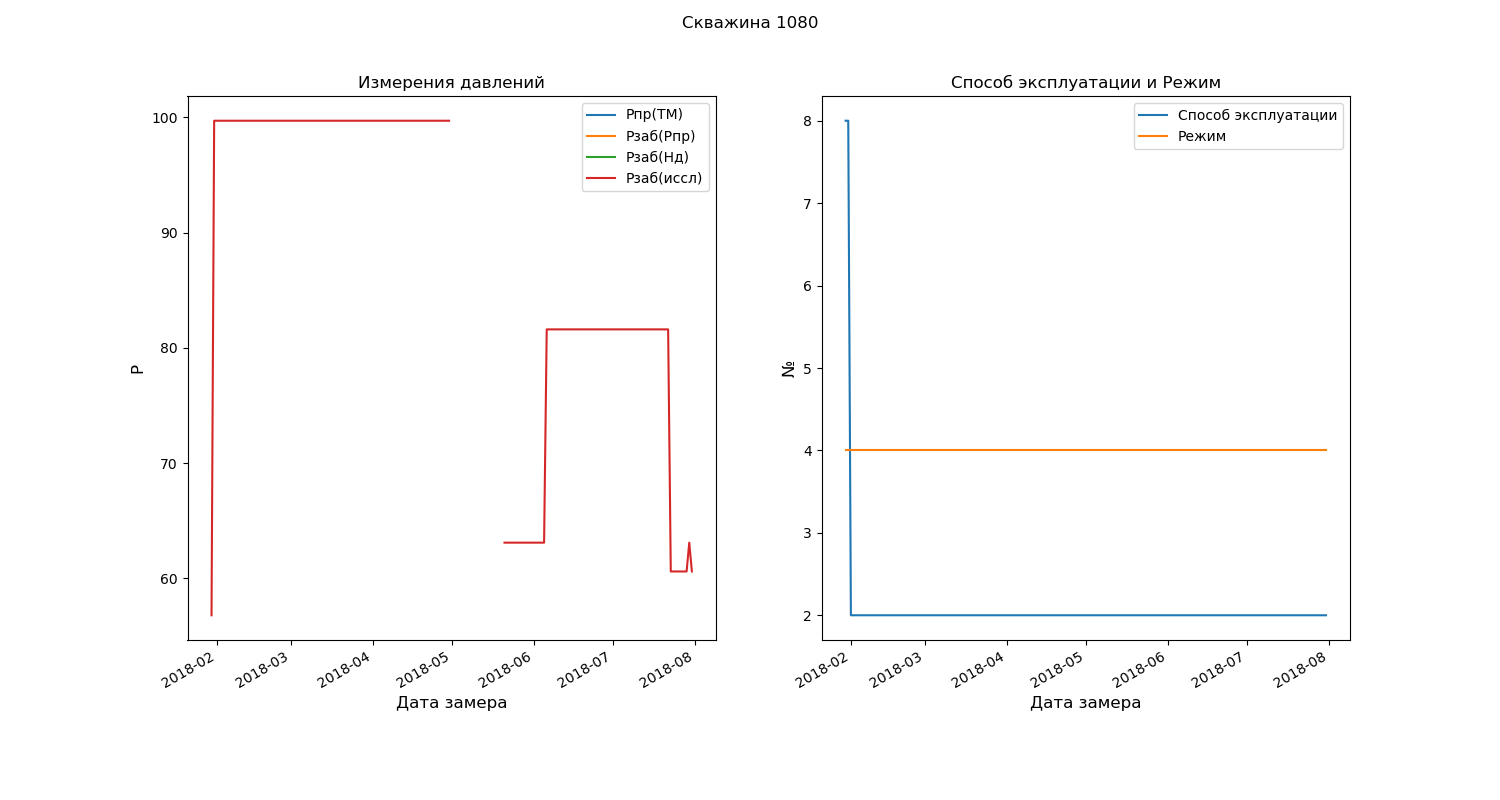 Скважина 1080
Измерения давлений
100
90
80
70
60
P
Рпр(ТМ)
Рзаб(Рпр)
Рзаб(Нд)
Рзаб(иссл)
2018-02
2018-03
2018-04
2018-05
2018-06
2018-07
2018-08
Дата замера
Способ эксплуатации и Режим
8
7
6
5
4
3
2
№
Способ эксплуатации
Режим
2018-02
2018-03
2018-04
2018-05
2018-06
2018-07
2018-08
Дата замера